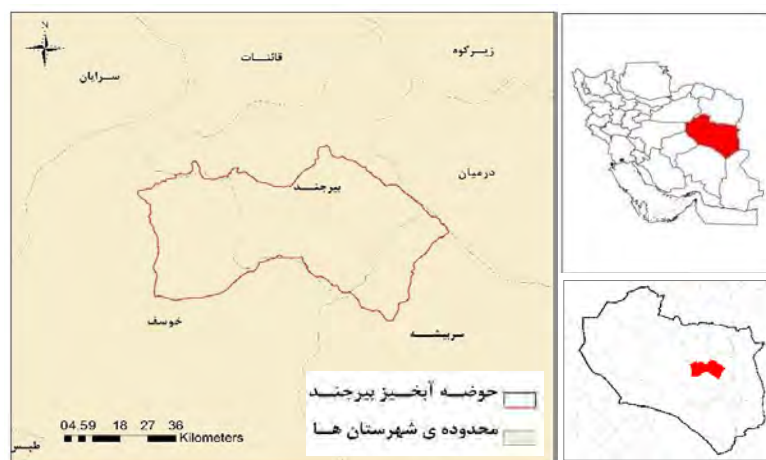 N
زیرکوه
قائنات
سرایان
درمیان
بیرجند
خوسف
سربیشه
حوضه آبخیز بیرجند
محدوده ی شهرستان ها
04.59 18 27 36
Kilometers
طبس